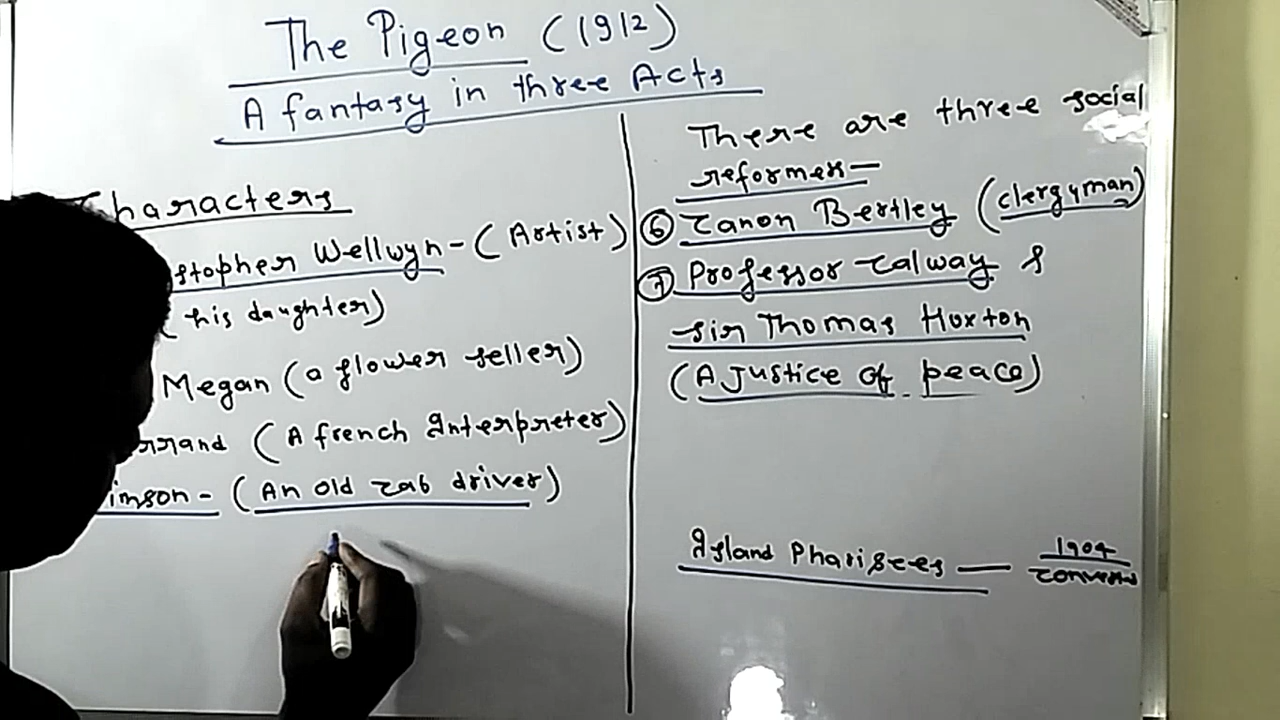 The Pigeon (1912)
A fantasy in three Acts
Characters
stopher Wellwyn - (Artist)
(his daughter)
Megan (a flower seller)
rrand (A french Interpreter)
imson - (An old cab driver)
There are three social
reformers—
⑥ Canon Bertley (clergyman)
⑦ Professor Calway &
Sir Thomas Hoxton
(A Justice of peace)
Island Pharisees — 1904